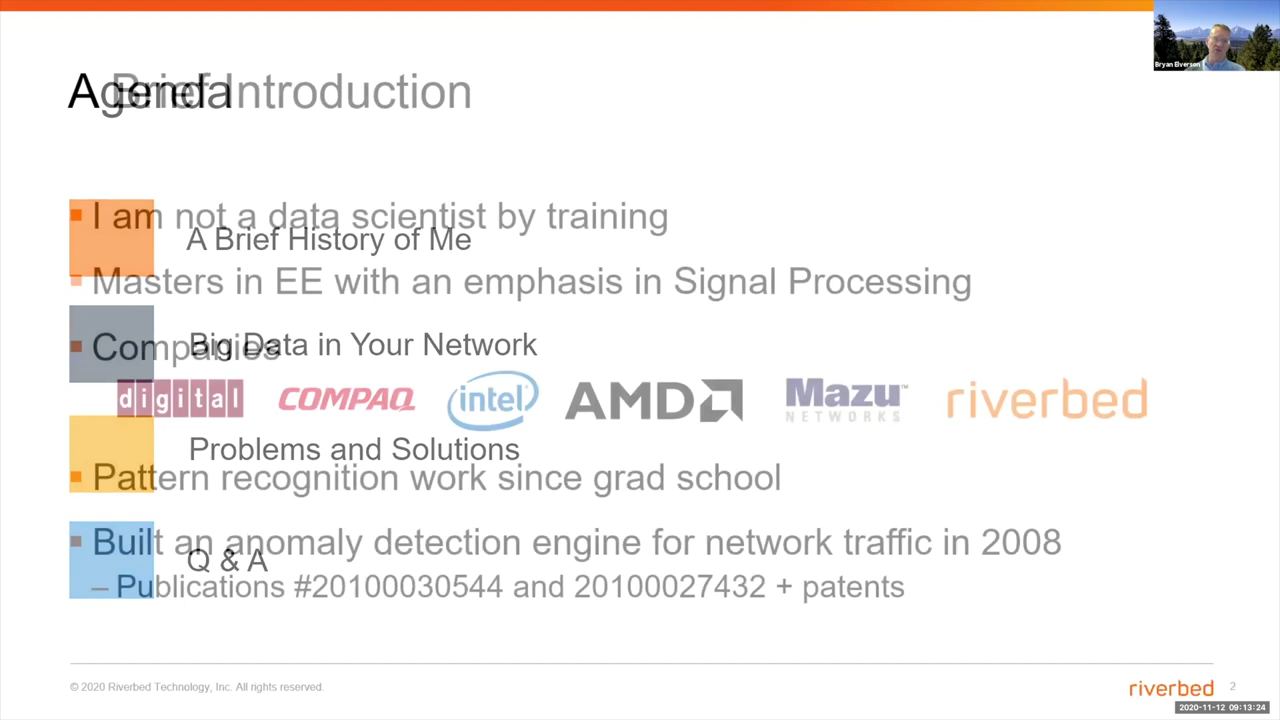 Bryan Elverson
Agenda
Brief Introduction
I am not a data scientist by training
A Brief History of Me
Masters in EE with an emphasis in Signal Processing
Companies
Big Data in Your Network
digital COMPAQ intel AMD Mazu™ NETWORKS riverbed
Problems and Solutions
Pattern recognition work since grad school
Built an anomaly detection engine for network traffic in 2008
Q & A
– Publications #20100030544 and 20100027432 + patents
© 2020 Riverbed Technology, Inc. All rights reserved.
riverbed 2
2020-11-12 09:13:24